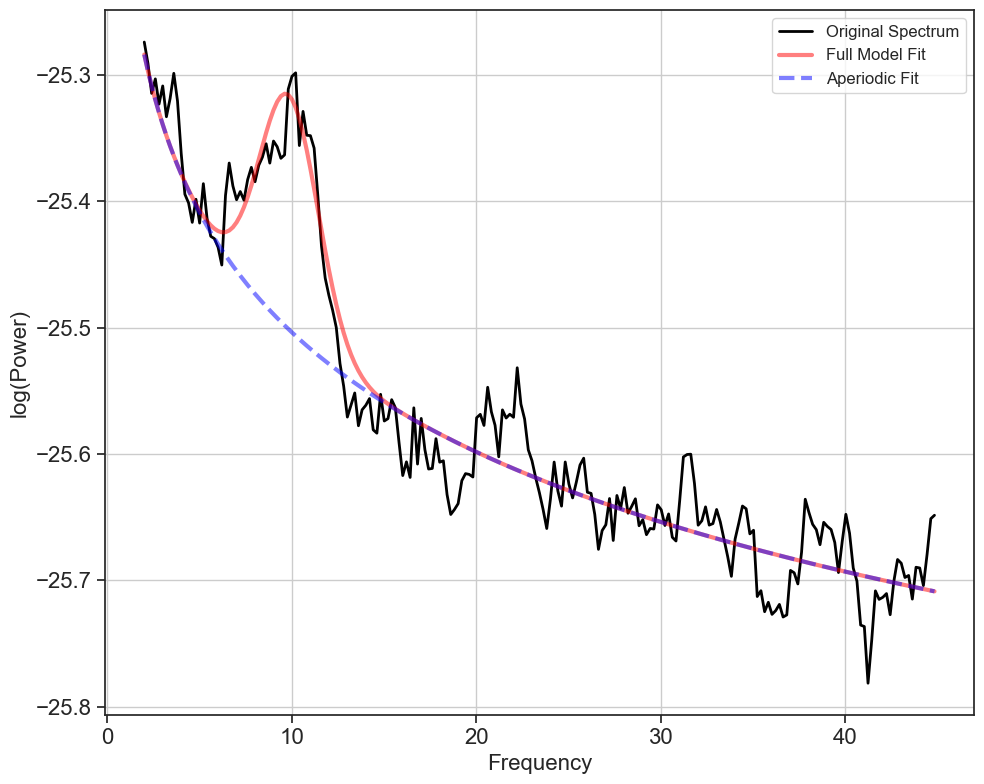 Original Spectrum
Full Model Fit
Aperiodic Fit
−25.3
−25.4
−25.5
−25.6
−25.7
−25.8
log(Power)
0 10 20 30 40
Frequency